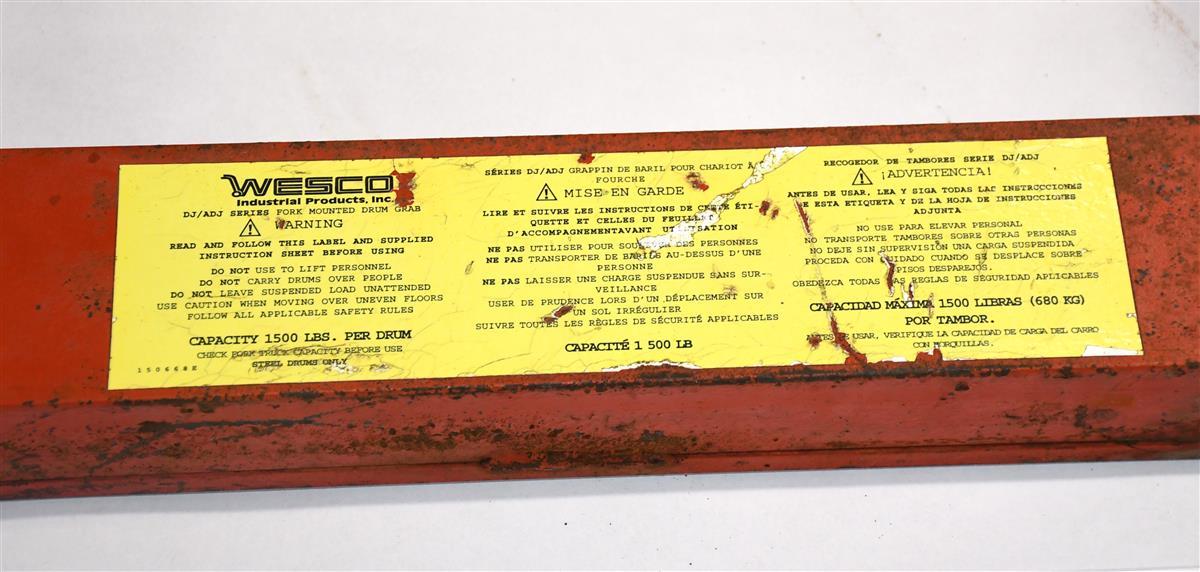 WESCO
Industrial Products, Inc.
DJ/ADJ SERIES FORK MOUNTED DRUM GRAB
WARNING
READ AND FOLLOW THIS LABEL AND SUPPLIED
INSTRUCTION SHEET BEFORE USING
DO NOT USE TO LIFT PERSONNEL
DO NOT CARRY DRUMS OVER PEOPLE
DO NOT LEAVE SUSPENDED LOAD UNATTENDED
USE CAUTION WHEN MOVING OVER UNEVEN FLOORS
FOLLOW ALL APPLICABLE SAFETY RULES
CAPACITY 1500 LBS. PER DRUM
CHECK FORK TRUCK CAPACITY BEFORE USE
STEEL DRUMS ONLY
150668E
SÉRIES DJ/ADJ GRAPPIN DE BARIL POUR CHARIOT À
FOURCHE
MISE EN GARDE
LIRE ET SUIVRE LES INSTRUCTIONS DE CETTE ÉTI-
QUETTE ET CELLES DU FEUILLET
D'ACCOMPAGNEMENTAVANT UTILISATION
NE PAS UTILISER POUR SOULEVER DES PERSONNES
NE PAS TRANSPORTER DE BARILS AU-DESSUS D'UNE
PERSONNE
NE PAS LAISSER UNE CHARGE SUSPENDUE SANS SUR-
VEILLANCE
USER DE PRUDENCE LORS D'UN DÉPLACEMENT SUR
UN SOL IRRÉGULIER
SUIVRE TOUTES LES RÈGLES DE SÉCURITÉ APPLICABLES
CAPACITÉ 1 500 LB
RECOGEDOR DE TAMBORES SERIE DJ/ADJ
¡ADVERTENCIA!
ANTES DE USAR, LEA Y SIGA TODAS LAS INSTRCCCIONES
DE ESTA ETIQUETA Y DE LA HOJA DE INSTRUCCIONES
ADJUNTA
NO USE PARA ELEVAR PERSONAL
NO TRANSPORTE TAMBORES SOBRE OTRAS PERSONAS
NO DEJE SIN SUPERVISIÓN UNA CARGA SUSPENDIDA
PROCEDA CON CUIDADO CUANDO SE DESPLACE SOBRE
PISOS DESPAREJOS.
OBEDEZCA TODAS LAS REGLAS DE SEGURIDAD APLICABLES
CAPACIDAD MÁXIMA 1500 LIBRAS (680 KG)
POR TAMBOR.
ANTES DE USAR, VERIFIQUE LA CAPACIDAD DE CARGA DEL CARRO
CON HORQUILLAS.